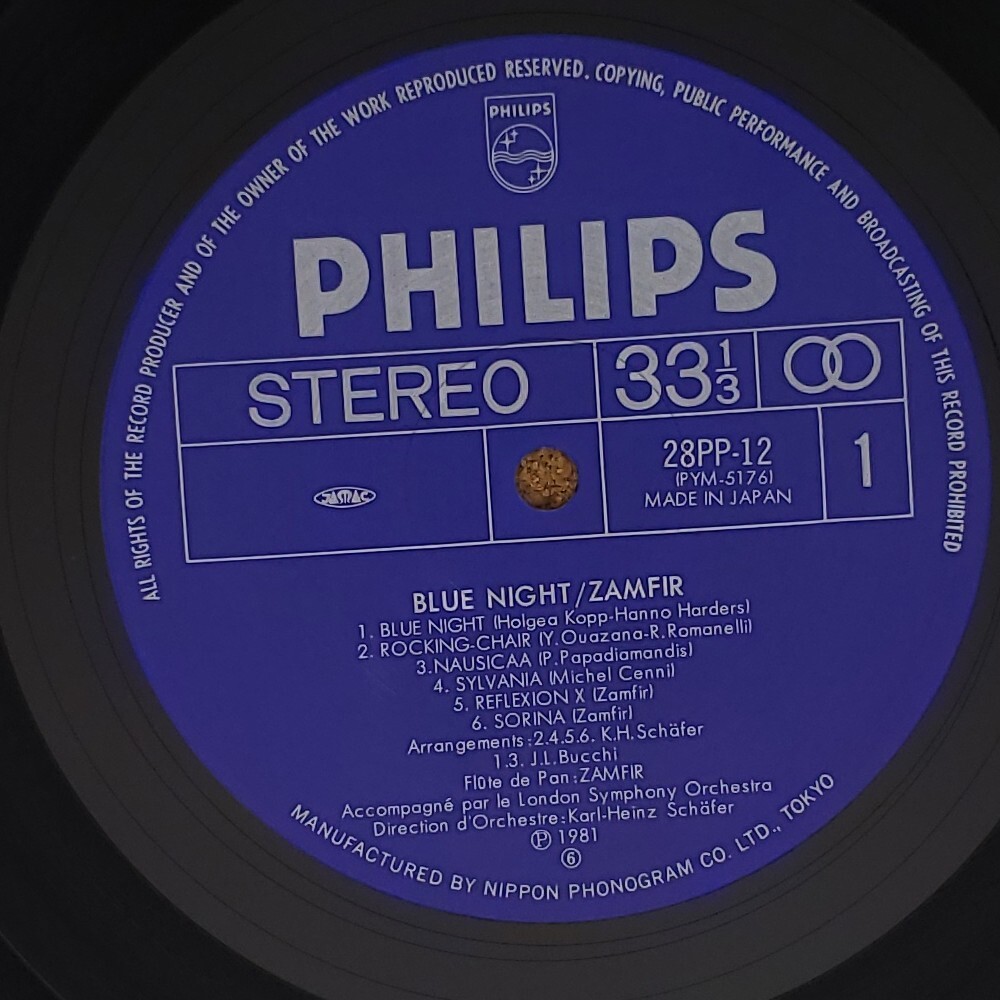 ALL RIGHTS OF THE RECORD PRODUCER AND OF THE OWNER OF THE WORK REPRODUCED RESERVED. COPYING, PUBLIC PERFORMANCE AND BROADCASTING OF THIS RECORD PROHIBITED
PHILIPS
PHILIPS
STEREO 33 1/3
JASRAC
28PP-12
(PYM-5176)
MADE IN JAPAN
1
BLUE NIGHT/ZAMFIR
1. BLUE NIGHT (Holgea Kopp-Hanno Harders)
2. ROCKING-CHAIR (Y.Ouazana-R.Romanelli)
3.NAUSICAA (P.Papadiamandis)
4. SYLVANIA (Michel Cenni)
5. REFLEXION X (Zamfir)
6. SORINA (Zamfir)
Arrangements:2.4.5.6. K.H.Schäfer
1.3. J.L.Bucchi
Flûte de Pan:ZAMFIR
Accompagné par le London Symphony Orchestra
Direction d'Orchestre:Karl-Heinz Schäfer
Ⓟ 1981
⑥
MANUFACTURED BY NIPPON PHONOGRAM CO. LTD., TOKYO